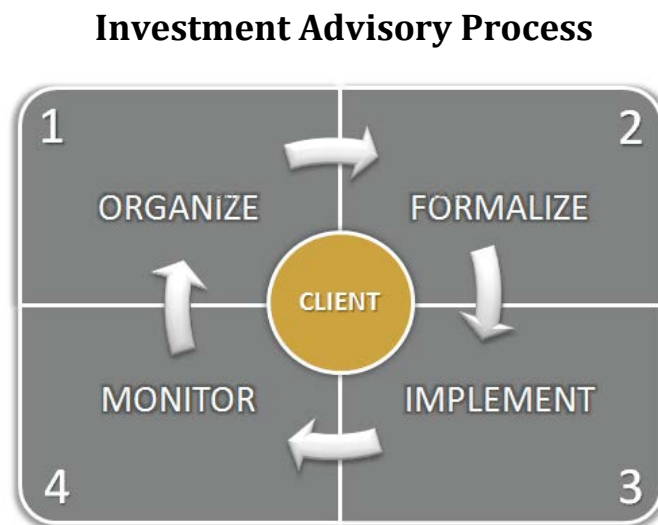 Investment Advisory Process
1
2
ORGANIZE
FORMALIZE
CLIENT
MONITOR
IMPLEMENT
4
3